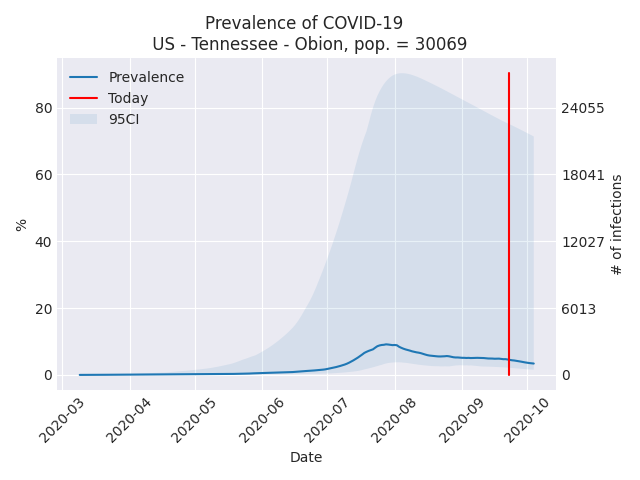 Prevalence of COVID-19
US - Tennessee - Obion, pop. = 30069
Prevalence
Today
95CI
80
60
40
20
0
%
24055
18041
12027
6013
0
# of infections
2020-03
2020-04
2020-05
2020-06
2020-07
2020-08
2020-09
2020-10
Date